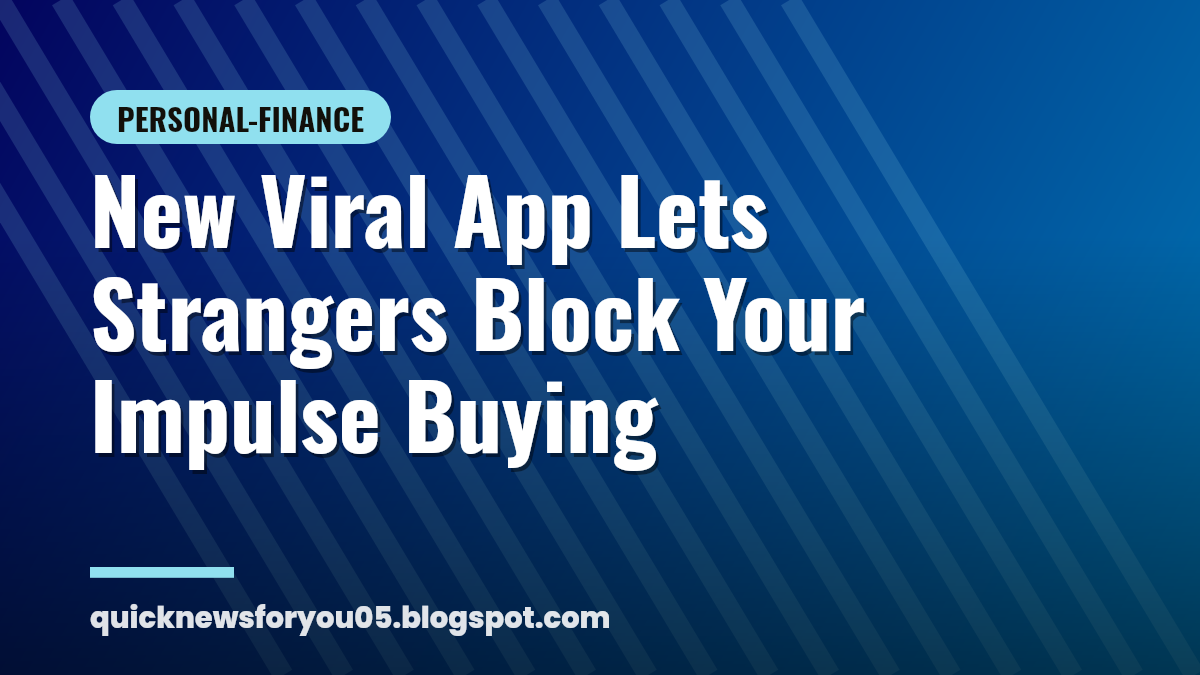 PERSONAL-FINANCE
New Viral App Lets
Strangers Block Your
Impulse Buying
quicknewsforyou05.blogspot.com